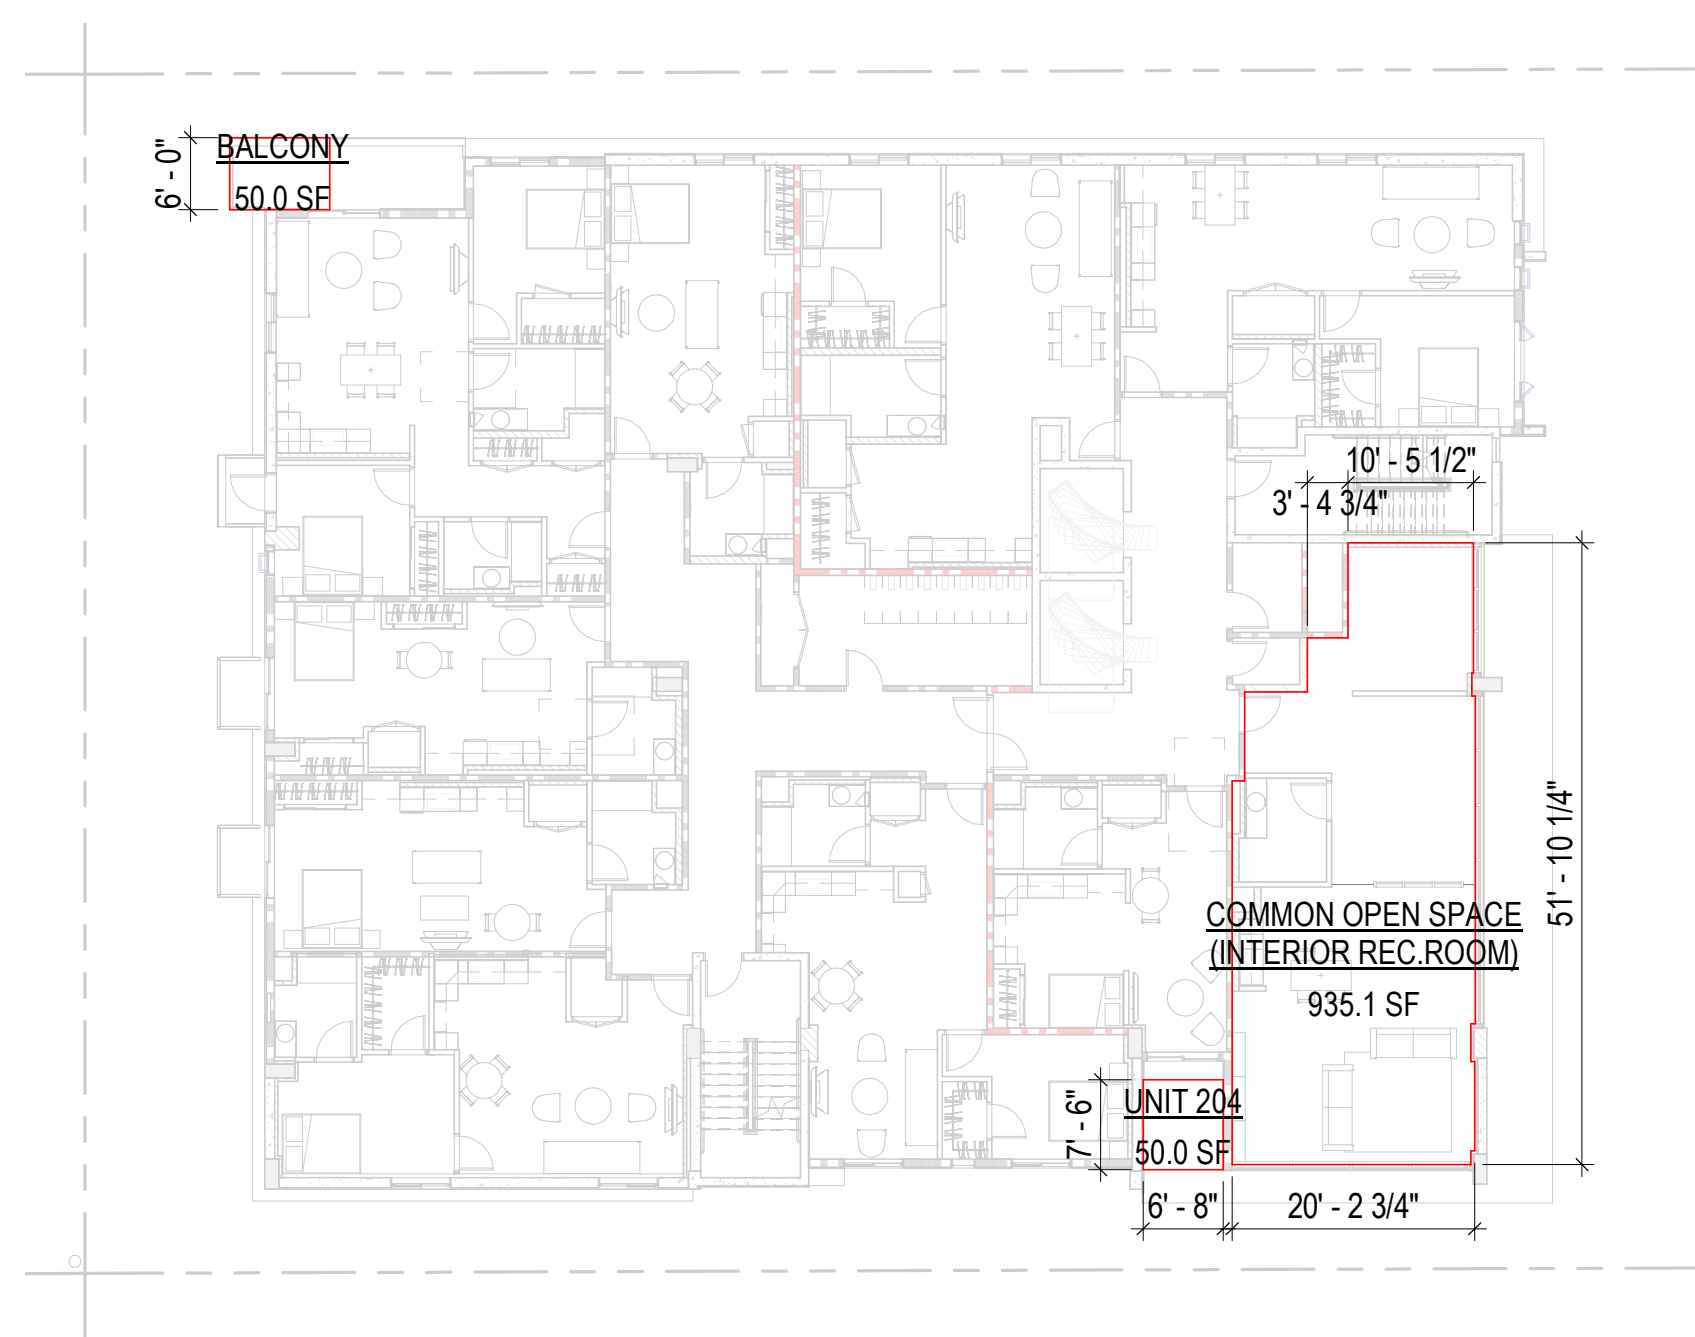 6' - 0"
BALCONY
50.0 SF
10' - 5 1/2"
3' - 4 3/4"
51' - 10 1/4"
COMMON OPEN SPACE
(INTERIOR REC.ROOM)
935.1 SF
7' - 6"
UNIT 204
50.0 SF
6' - 8"
20' - 2 3/4"